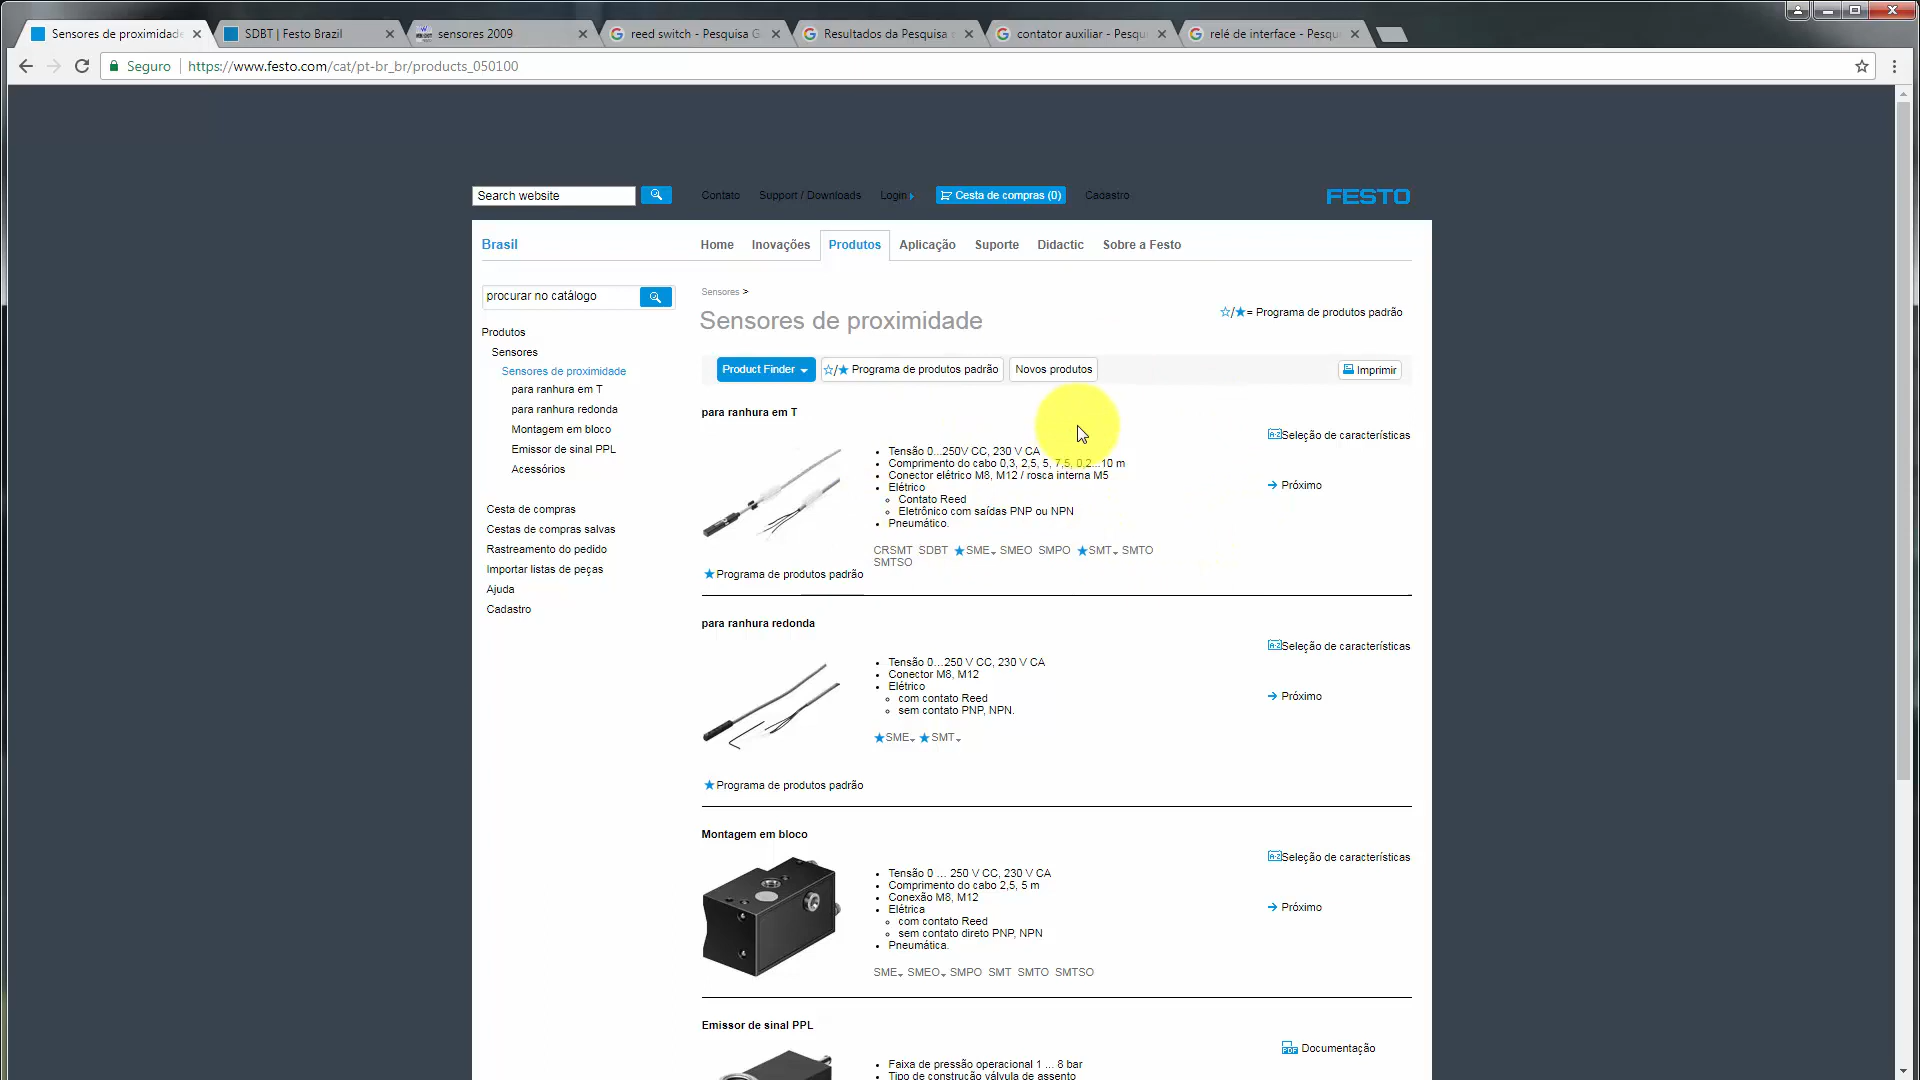 Sensores de proximidade
SDBT | Festo Brazil
sensores 2009
reed switch - Pesquisa G
Resultados da Pesquisa
contator auxiliar - Pesqu
relé de interface - Pesqu
Seguro
https://www.festo.com/cat/pt-br_br/products_050100
Search website
Contato
Support / Downloads
Login
Cesta de compras (0)
Cadastro
FESTO
Brasil
Home
Inovações
Produtos
Aplicação
Suporte
Didactic
Sobre a Festo
procurar no catálogo
Produtos
Sensores
Sensores de proximidade
para ranhura em T
para ranhura redonda
Montagem em bloco
Emissor de sinal PPL
Acessórios
Cesta de compras
Cestas de compras salvas
Rastreamento do pedido
Importar listas de peças
Ajuda
Cadastro
Sensores >
Sensores de proximidade
☆/★= Programa de produtos padrão
Product Finder
☆/★ Programa de produtos padrão
Novos produtos
Imprimir
para ranhura em T
Tensão 0...250V CC, 230 V CA
Comprimento do cabo 0,3, 2,5, 5, 7,5, 0,2...10 m
Conector elétrico M8, M12 / rosca interna M5
Elétrico
Contato Reed
Eletrônico com saídas PNP ou NPN
Pneumático.
CRSMT SDBT ★SME SMEO SMPO ★SMT SMTO
SMTSO
★Programa de produtos padrão
Seleção de características
Próximo
para ranhura redonda
Tensão 0...250 V CC, 230 V CA
Conector M8, M12
Elétrico
com contato Reed
sem contato PNP, NPN.
★SME ★SMT
★Programa de produtos padrão
Seleção de características
Próximo
Montagem em bloco
Tensão 0 ... 250 V CC, 230 V CA
Comprimento do cabo 2,5, 5 m
Conexão M8, M12
Elétrica
com contato Reed
sem contato direto PNP, NPN
Pneumática.
SME SMEO SMPO SMT SMTO SMTSO
Seleção de características
Próximo
Emissor de sinal PPL
Faixa de pressão operacional 1 ... 8 bar
Tipo de construção válvula de assento
PDF Documentação